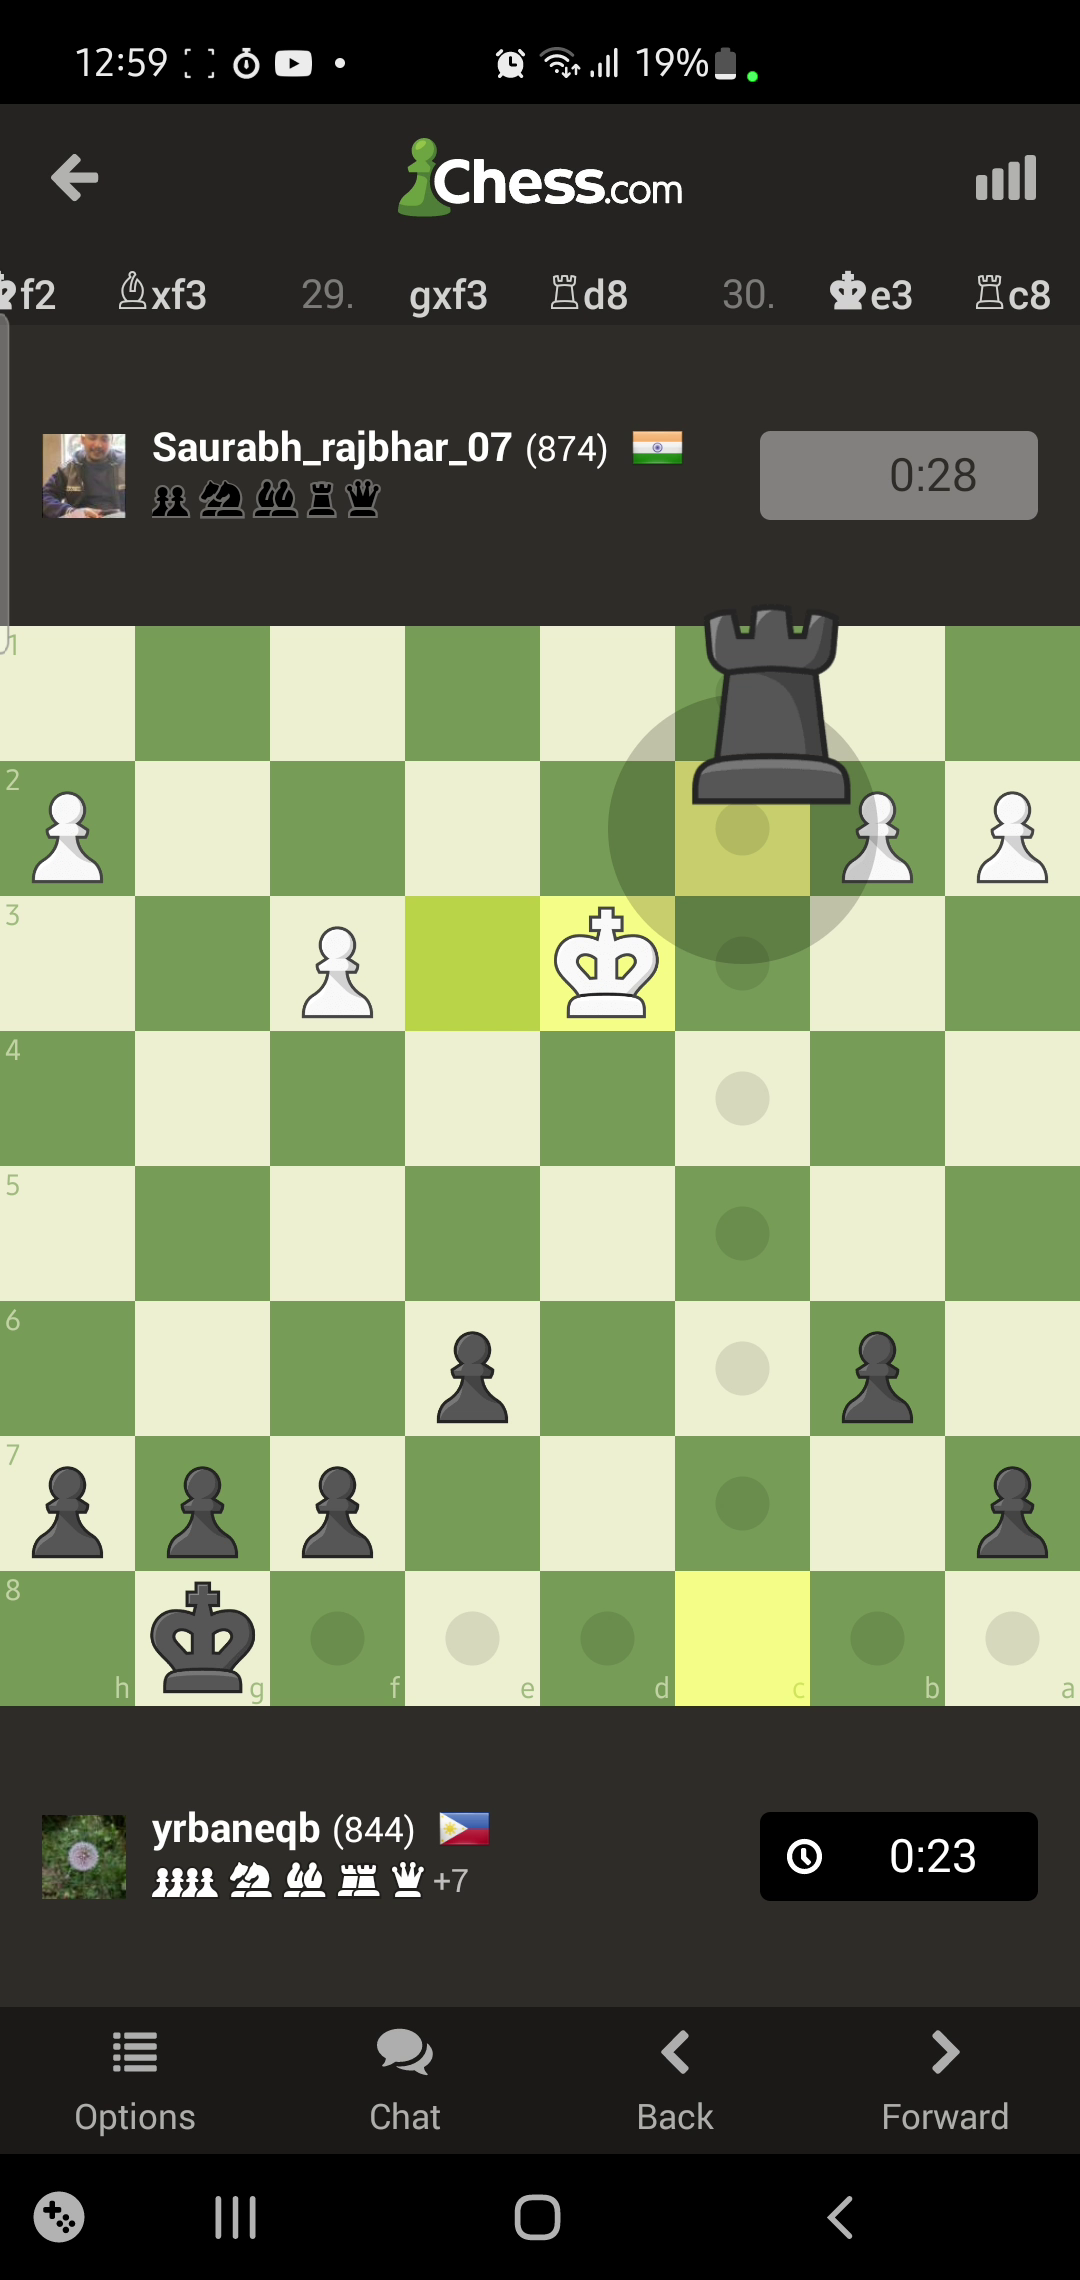 12:59 19%
Chess.com
f2 xf3 29. gxf3 d8 30. e3 c8
Saurabh_rajbhar_07 (874) 0:28
1
2
3
4
5
6
7
8
h g f e d c b a
yrbaneqb (844) 0:23
+7
Options Chat Back Forward